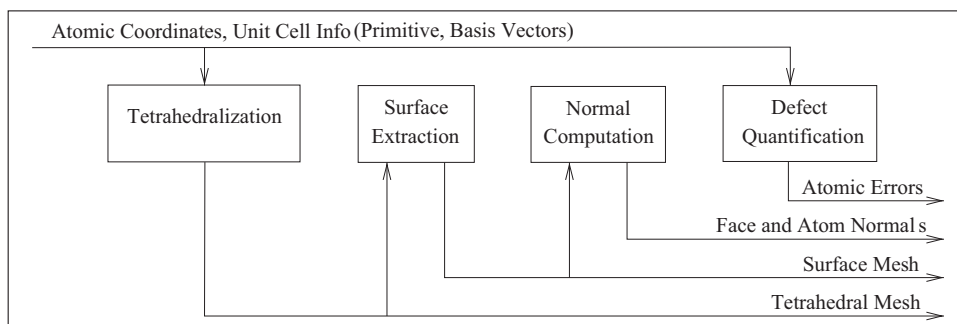 Atomic Coordinates, Unit Cell Info (Primitive, Basis Vectors)
Tetrahedralization
Surface
Extraction
Normal
Computation
Defect
Quantification
Atomic Errors
Face and Atom Normals
Surface Mesh
Tetrahedral Mesh